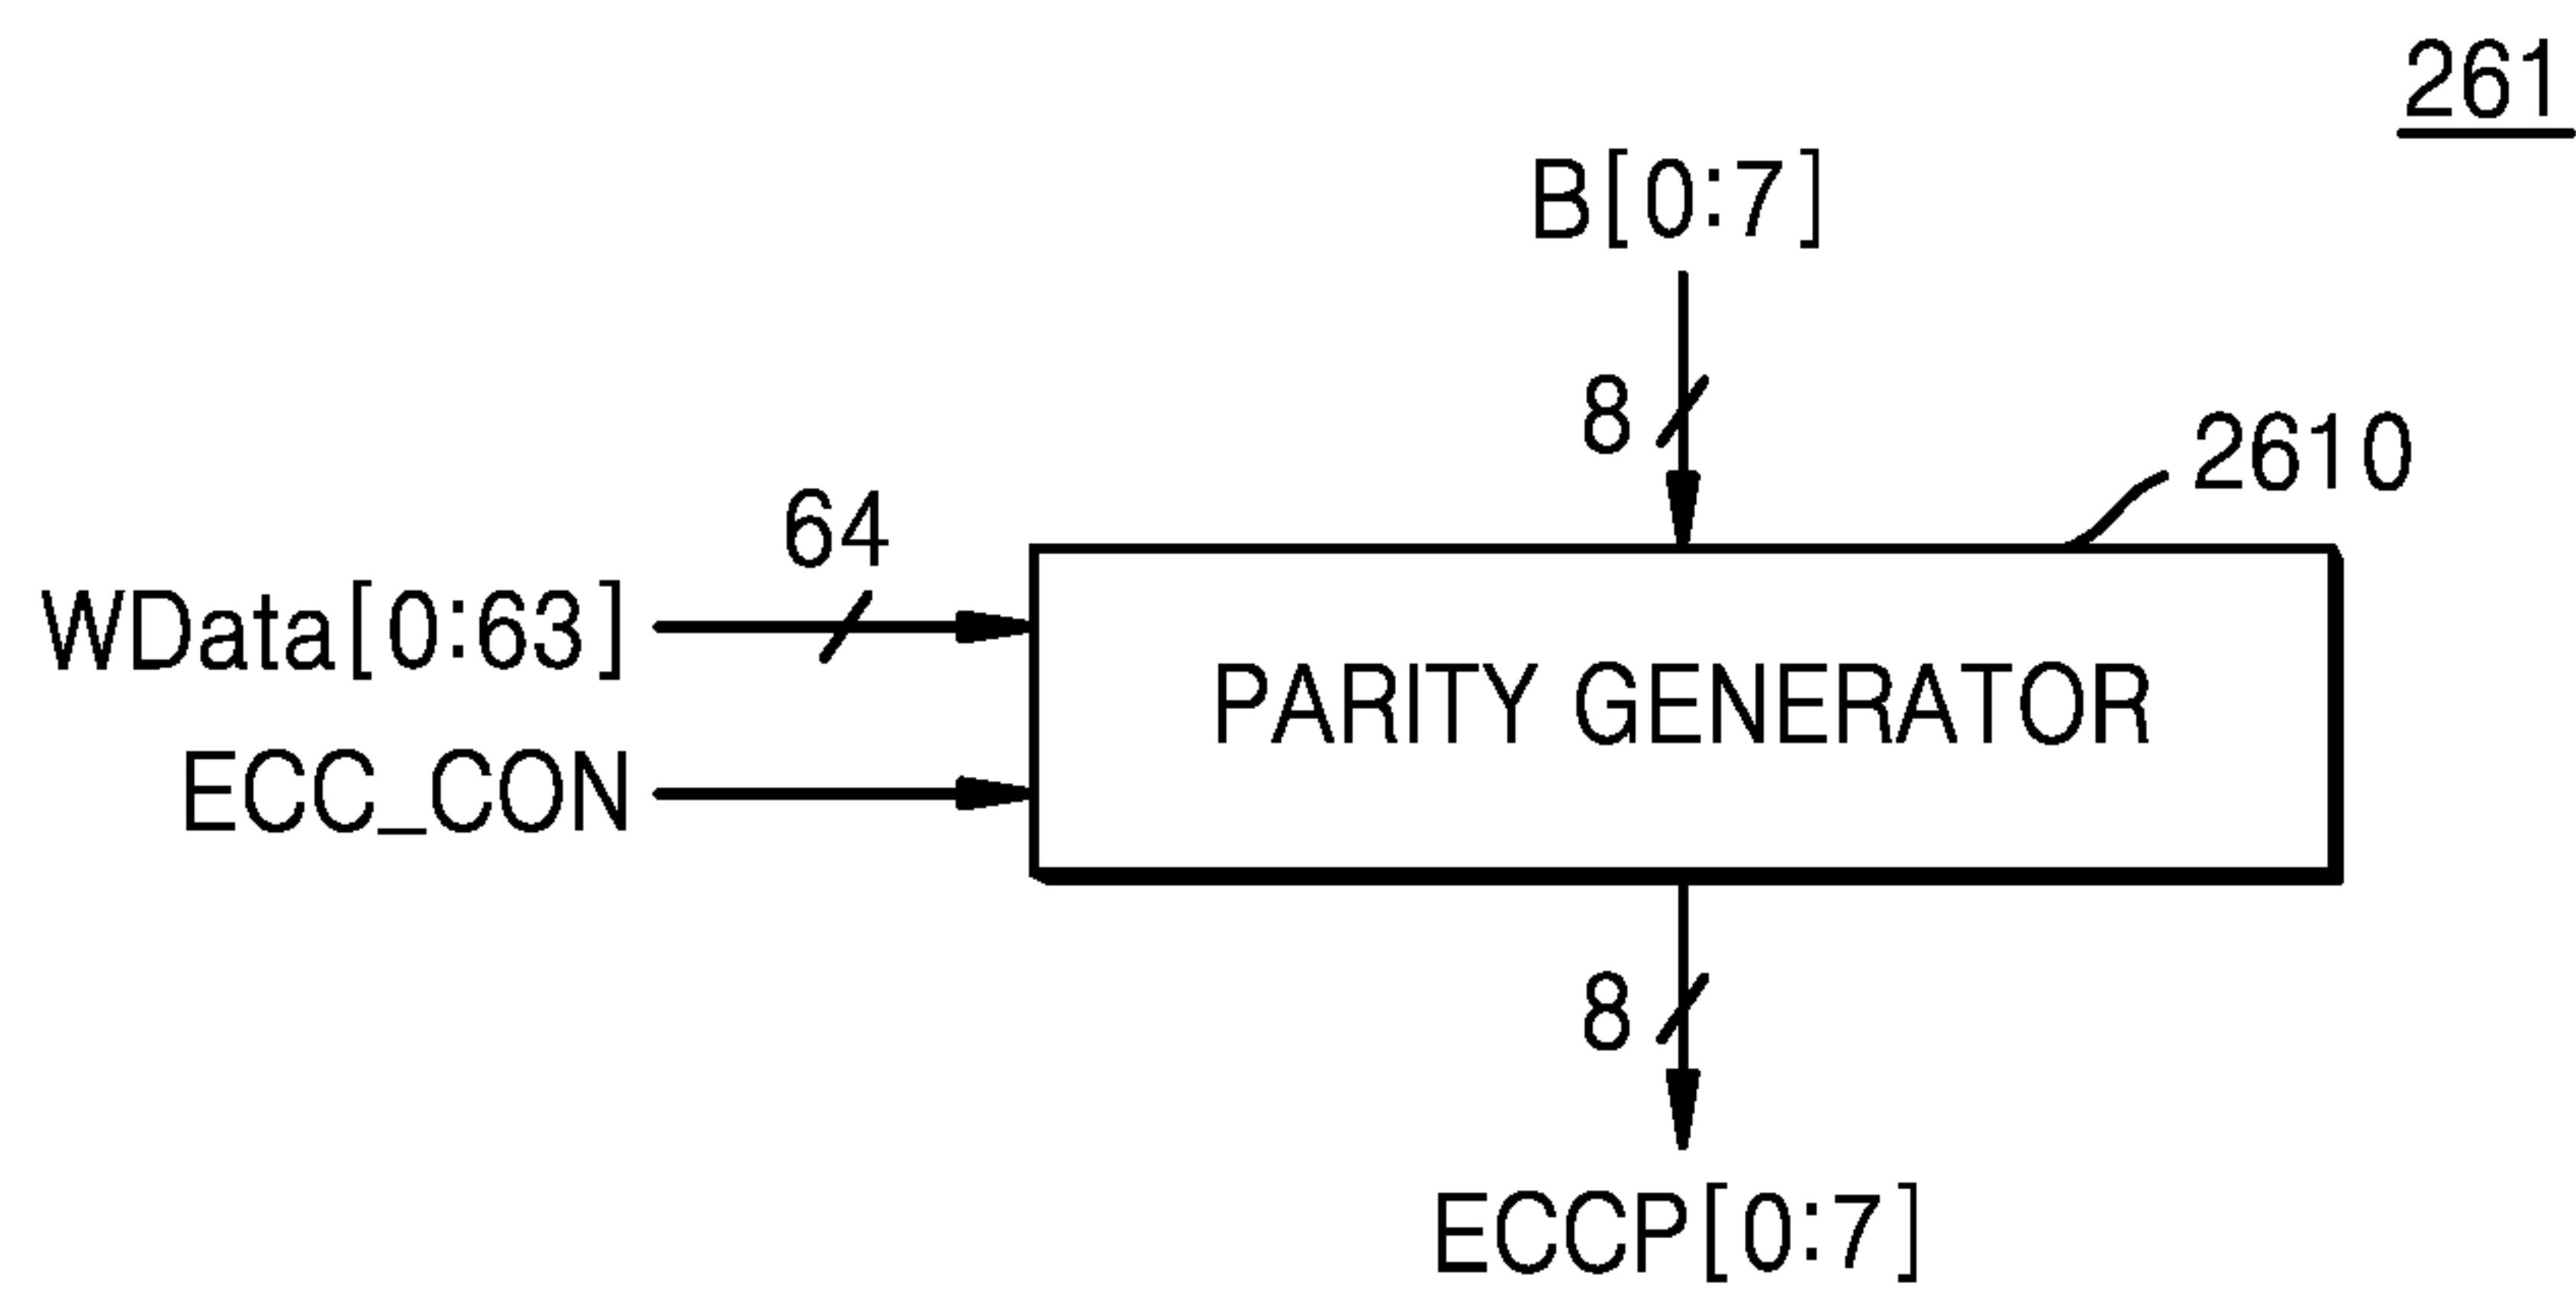 261
B[0:7]
8
2610
64
WData[0:63]
PARITY GENERATOR
ECC_CON
8
ECCP[0:7]